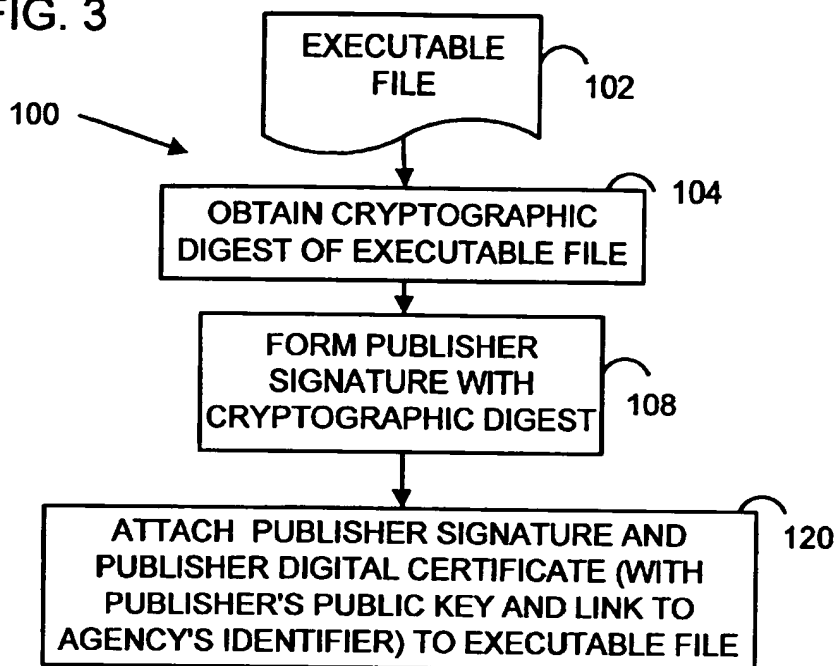 FIG. 3
EXECUTABLE
FILE
102
100
104
OBTAIN CRYPTOGRAPHIC
DIGEST OF EXECUTABLE FILE
FORM PUBLISHER
SIGNATURE WITH
CRYPTOGRAPHIC DIGEST
108
ATTACH PUBLISHER SIGNATURE AND
PUBLISHER DIGITAL CERTIFICATE (WITH
PUBLISHER'S PUBLIC KEY AND LINK TO
AGENCY'S IDENTIFIER) TO EXECUTABLE FILE
120